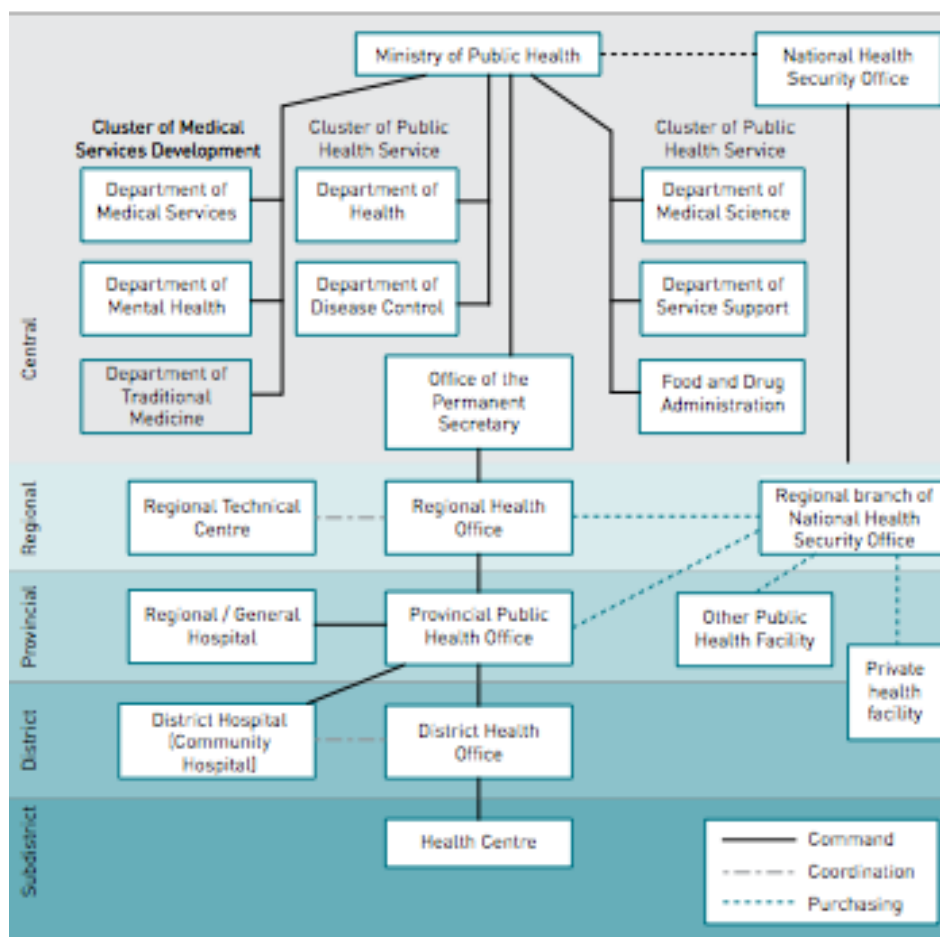 Ministry of Public Health
National Health
Security Office
Cluster of Medical
Services Development
Cluster of Public
Health Service
Cluster of Public
Health Service
Department of
Medical Services
Department of
Health
Department of
Medical Science
Department of
Mental Health
Department of
Disease Control
Department of
Service Support
Central
Department of
Traditional
Medicine
Office of the
Permanent
Secretary
Food and Drug
Administration
Regional
Regional Technical
Centre
Regional Health
Office
Regional branch of
National Health
Security Office
Provincial
Regional / General
Hospital
Provincial Public
Health Office
Other Public
Health Facility
Private
health
facility
District
District Hospital
(Community
Hospital)
District Health
Office
Subdistrict
Health Centre
Command
Coordination
Purchasing